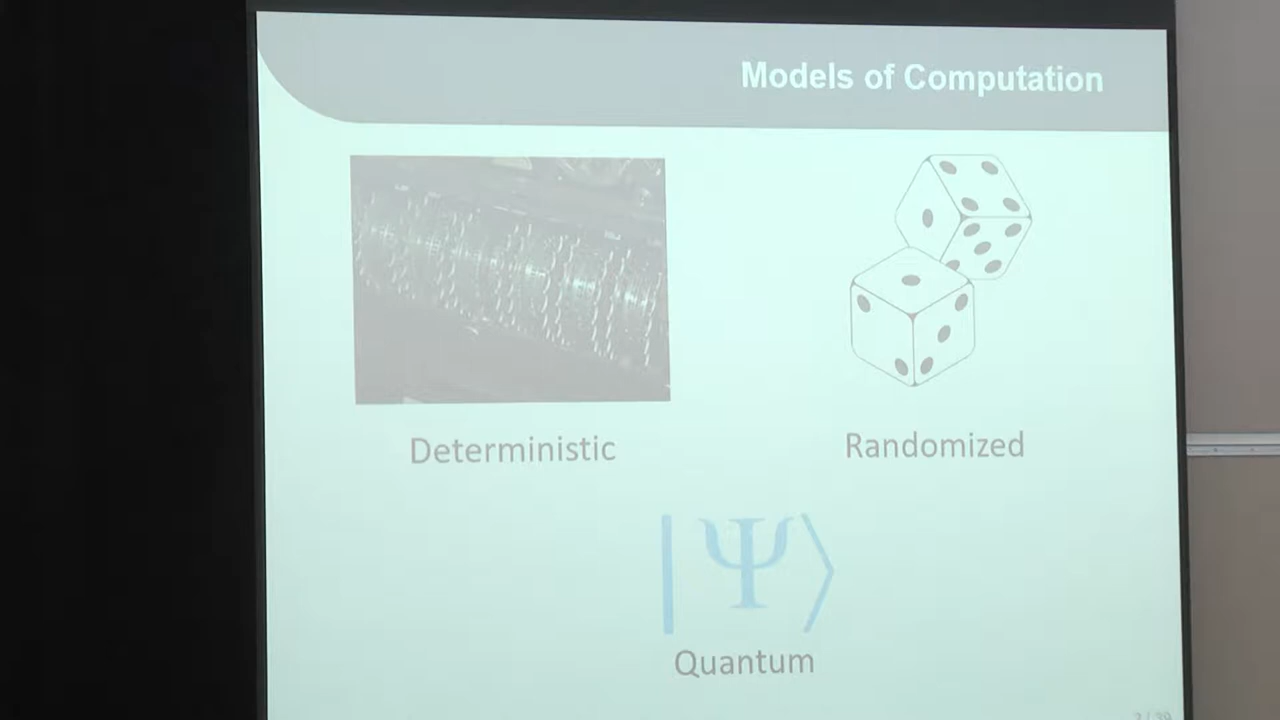 Models of Computation
Deterministic
Randomized
|Ψ⟩
Quantum